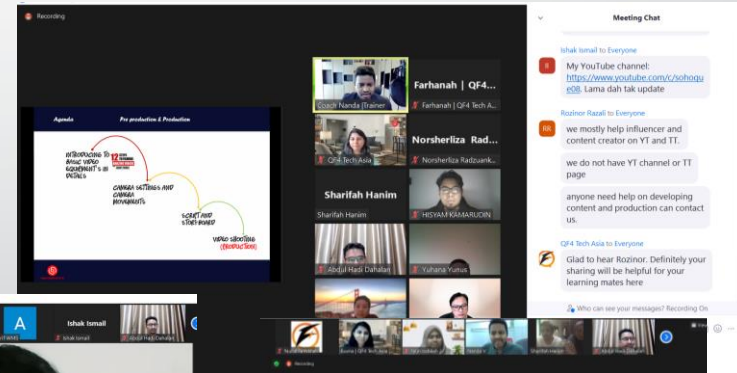 Recording
Agenda
Pre production & Production
INTRODUCING TO
BASIC VIDEO
EQUIPMENT'S IN
DETAILS
12
CAMERA SETTINGS AND
CAMERA
MOVEMENTS
SCRIPT AND
STORYBOARD
VIDEO SHOOTING
(PRODUCTION)
Coach Nanda |Trainer
Farhanah | QF4...
Farhanah | QF4 Tech A...
QF4 Tech Asia
Norsherliza Rad...
Norsherliza Radzuank...
Sharifah Hanim
Sharifah Hanim
HISYAM KAMARUDIN
Abdul Hadi Dahalan
Yuhana Yunus
Meeting Chat
Ishak Ismail to Everyone
R
My YouTube channel:
https://www.youtube.com/c/sohoqu
e08. Lama dah tak update
Rozinor Razali to Everyone
RR
we mostly help influencer and
content creator on YT and TT.
we do not have YT channel or TT
page
anyone need help on developing
content and production can contact
us.
QF4 Tech Asia to Everyone
Glad to hear Rozinor. Definitely your
sharing will be helpful for your
learning mates here
Who can see your messages? Recording On
A
Ishak Ismail
Ishak Ismail
Abdul Hadi Dahalan
Recording